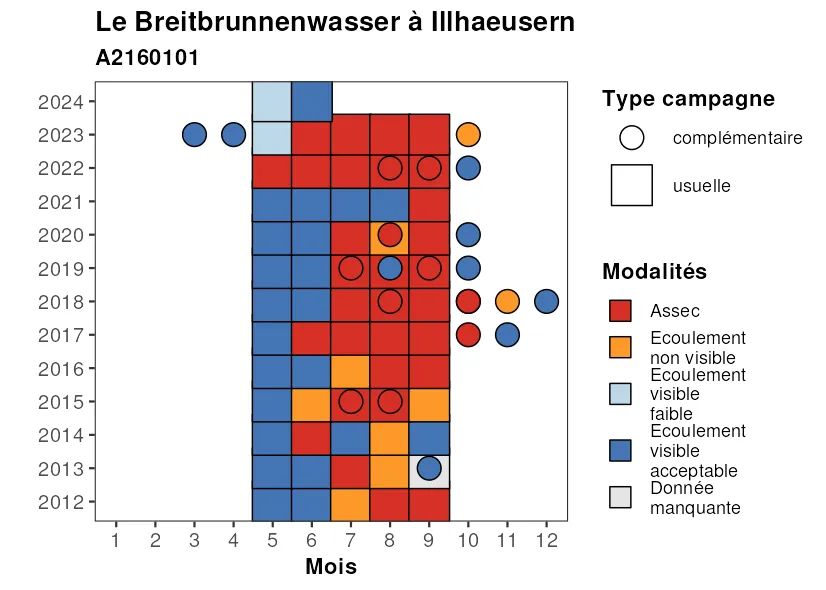 Le Breitbrunnenwasser à Illhaeusern
A2160101
2024
2023
2022
2021
2020
2019
2018
2017
2016
2015
2014
2013
2012
1 2 3 4 5 6 7 8 9 10 11 12
Mois
Type campagne
complémentaire
usuelle
Modalités
Assec
Ecoulement
non visible
Ecoulement
visible
faible
Ecoulement
visible
acceptable
Donnée
manquante